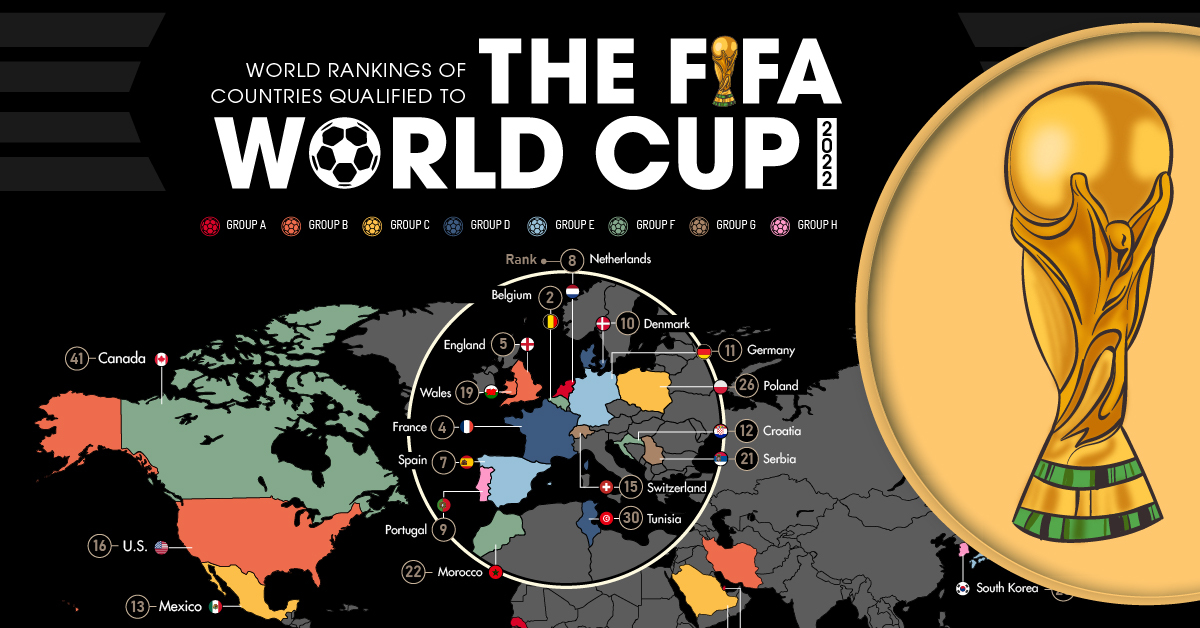 WORLD RANKINGS OF
COUNTRIES QUALIFIED TO
THE FIFA
WORLD CUP 2022
GROUP A GROUP B GROUP C GROUP D GROUP E GROUP F GROUP G GROUP H
Rank 8 Netherlands
Belgium 2
10 Denmark
England 5
11 Germany
41 Canada
26 Poland
Wales 19
France 4
12 Croatia
Spain 7
21 Serbia
15 Switzerland
30 Tunisia
Portugal 9
16 U.S.
22 Morocco
South Korea
13 Mexico